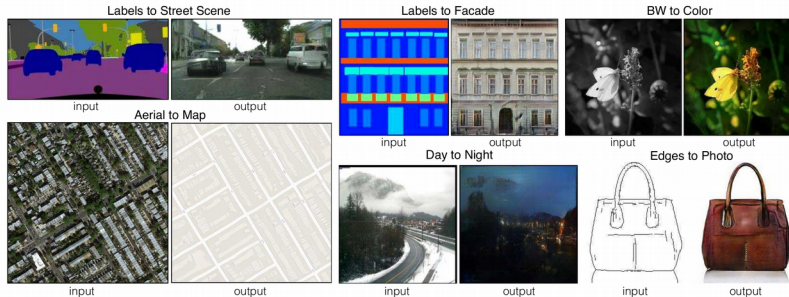 Labels to Street Scene
input
output
Labels to Facade
input
output
BW to Color
input
output
Aerial to Map
input
output
Day to Night
input
output
Edges to Photo
input
output